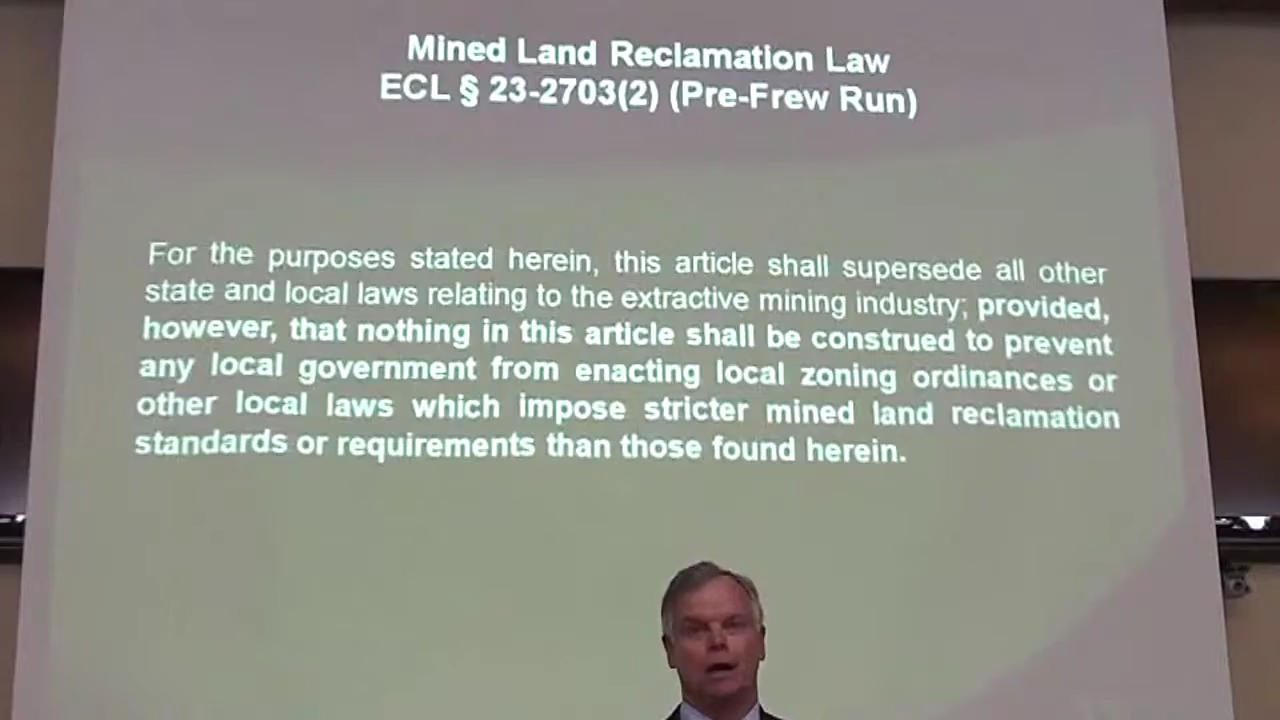 Mined Land Reclamation Law
ECL § 23-2703(2) (Pre-Frew Run)
For the purposes stated herein, this article shall supersede all other
state and local laws relating to the extractive mining industry; provided,
however, that nothing in this article shall be construed to prevent
any local government from enacting local zoning ordinances or
other local laws which impose stricter mined land reclamation
standards or requirements than those found herein.